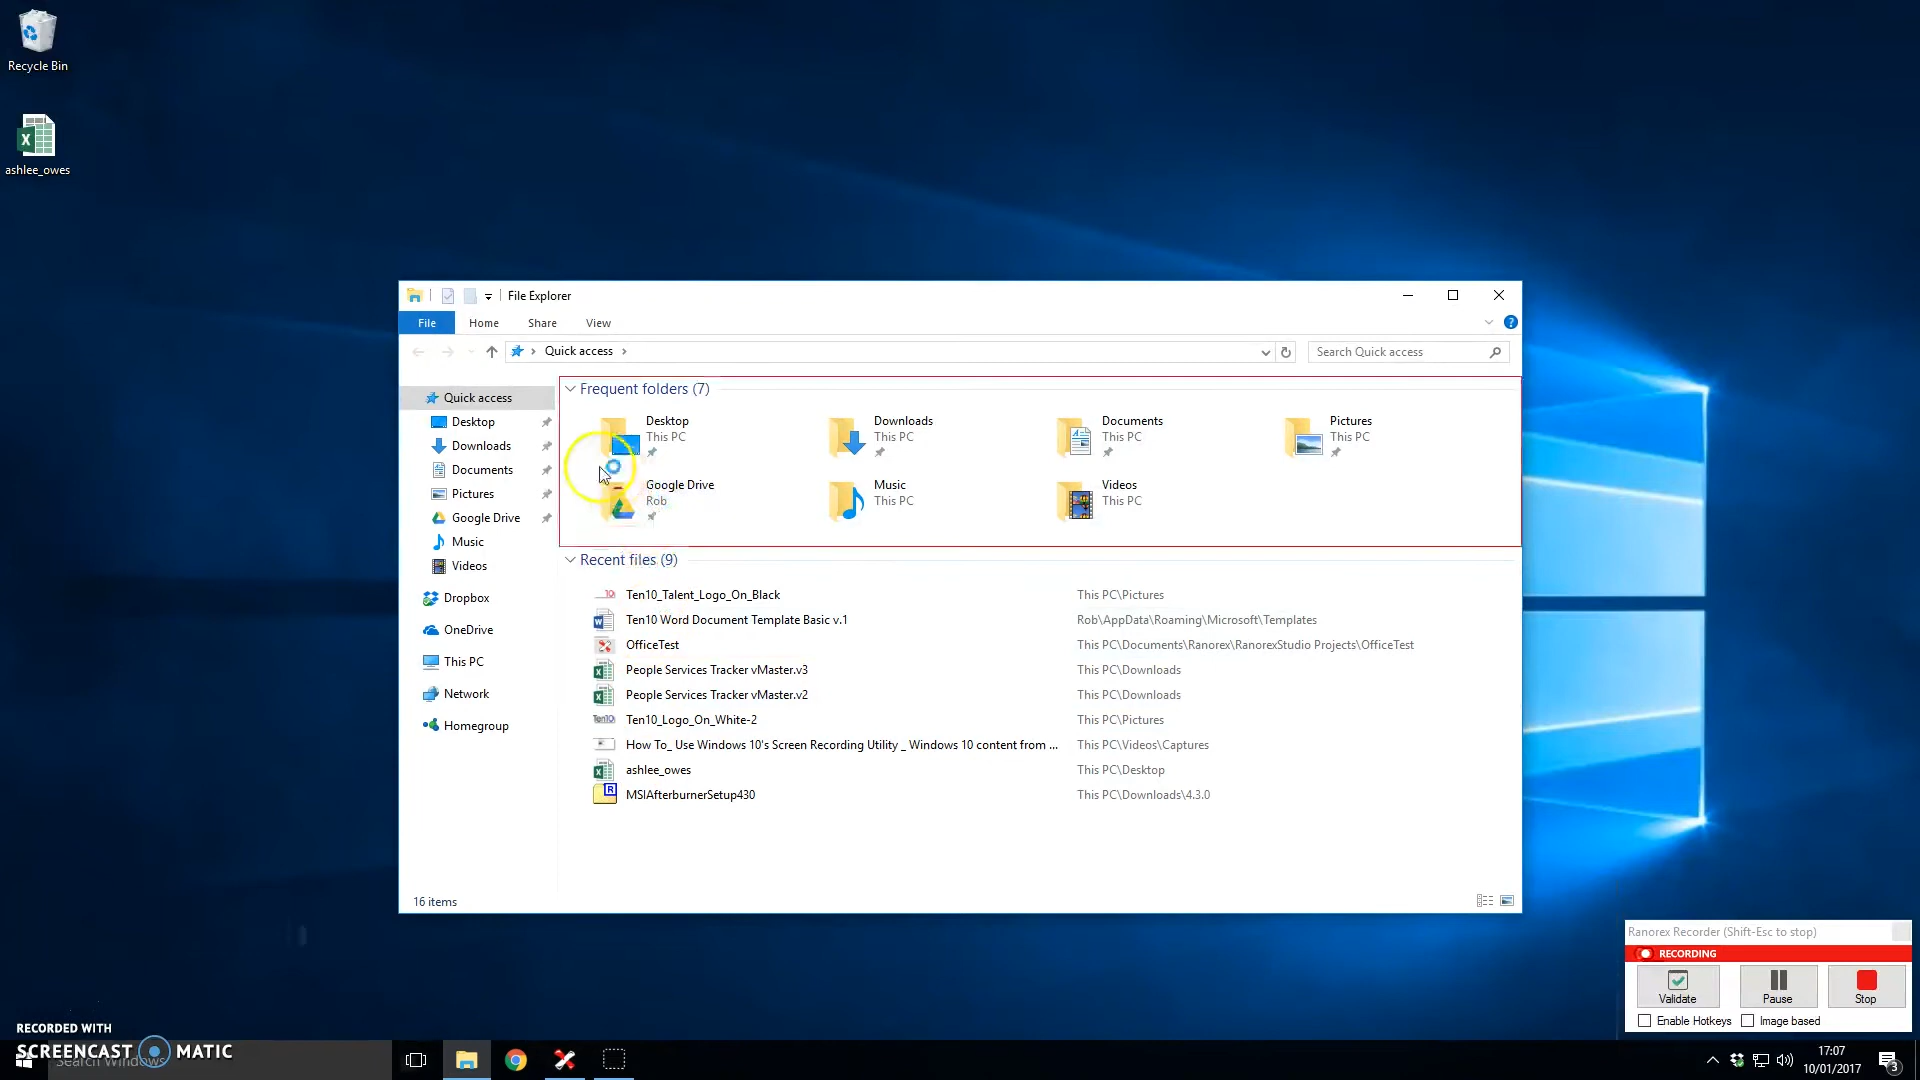 Recycle Bin
ashlee_owes
File Explorer
File Home Share View
Quick access
Search Quick access
Quick access
Desktop
Downloads
Documents
Pictures
Google Drive
Music
Videos
Dropbox
OneDrive
This PC
Network
Homegroup
Frequent folders (7)
Desktop
This PC
Downloads
This PC
Documents
This PC
Pictures
This PC
Google Drive
Rob
Music
This PC
Videos
This PC
Recent files (9)
Ten10_Talent_Logo_On_Black This PC\Pictures
Ten10 Word Document Template Basic v.1 Rob\AppData\Roaming\Microsoft\Templates
OfficeTest This PC\Documents\Ranorex\RanorexStudio Projects\OfficeTest
People Services Tracker vMaster.v3 This PC\Downloads
People Services Tracker vMaster.v2 This PC\Downloads
Ten10_Logo_On_White-2 This PC\Pictures
How To_ Use Windows 10's Screen Recording Utility _ Windows 10 content from ... This PC\Videos\Captures
ashlee_owes This PC\Desktop
MSIAfterburnerSetup430 This PC\Downloads\4.3.0
16 items
Ranorex Recorder (Shift-Esc to stop)
RECORDING
Validate Pause Stop
Enable Hotkeys Image based
RECORDED WITH
SCREENCAST MATIC
Search Windows
17:07
10/01/2017
3